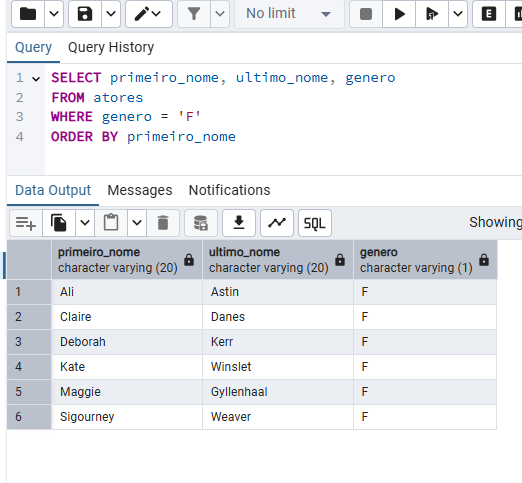 No limit
E
Query Query History
1 SELECT primeiro_nome, ultimo_nome, genero
2 FROM atores
3 WHERE genero = 'F'
4 ORDER BY primeiro_nome
Data Output Messages Notifications
SQL Showing
primeiro_nome ultimo_nome genero
character varying (20) character varying (20) character varying (1)
1 Ali Astin F
2 Claire Danes F
3 Deborah Kerr F
4 Kate Winslet F
5 Maggie Gyllenhaal F
6 Sigourney Weaver F